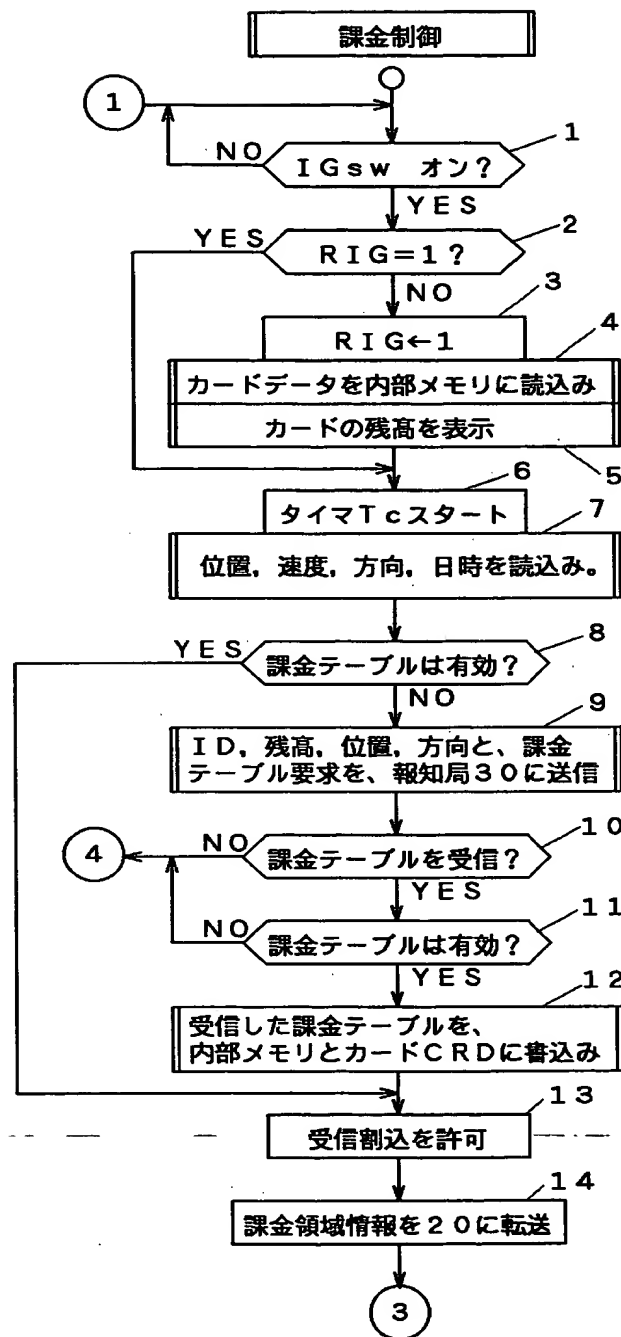 課金制御
1
1
NO
IGsw オン?
YES
2
YES
RIG=1?
NO
3
RIG←1
4
カードデータを内部メモリに読込み
カードの残高を表示
5
6
タイマTcスタート
7
位置,速度,方向,日時を読込み。
8
YES
課金テーブルは有効?
NO
9
ID,残高,位置,方向と、課金
テーブル要求を、報知局30に送信
10
4
NO
課金テーブルを受信?
YES
11
NO
課金テーブルは有効?
YES
12
受信した課金テーブルを、
内部メモリとカードCRDに書込み
13
受信割込を許可
14
課金領域情報を20に転送
3